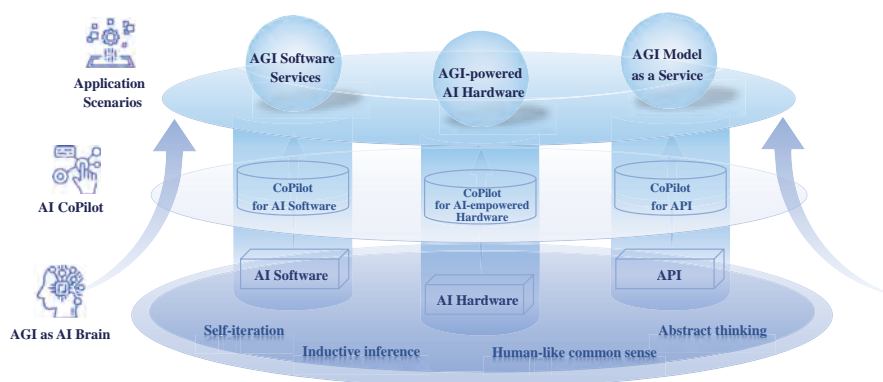 AGI Software
Services
AGI-powered
AI Hardware
AGI Model
as a Service
Application
Scenarios
CoPilot
for AI Software
CoPilot
for AI-empowered
Hardware
CoPilot
for API
AI CoPilot
AI Software
AI Hardware
API
AGI as AI Brain
Self-iteration
Inductive inference
Human-like common sense
Abstract thinking